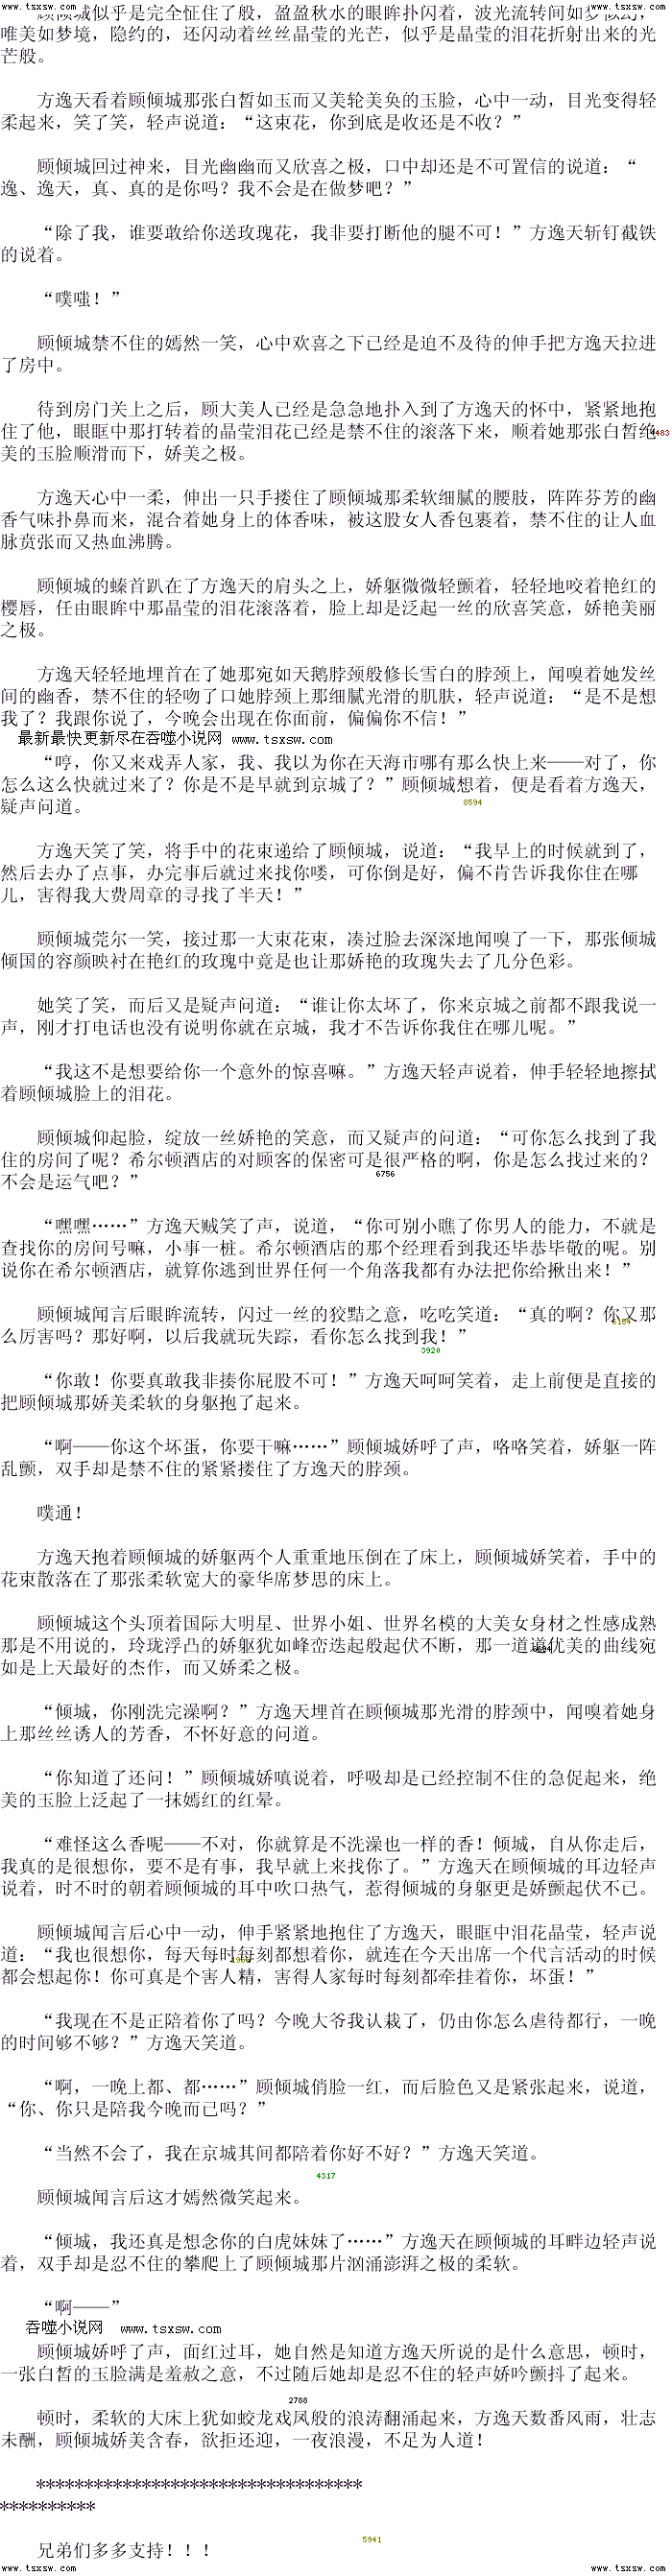 www.tsxsw.com www.tsxsw.com
顾倾城似乎是完全怔住了般，盈盈秋水的眼眸扑闪着，波光流转间如梦似幻，
唯美如梦境，隐约的，还闪动着丝丝晶莹的光芒，似乎是晶莹的泪花折射出来的光
芒般。
方逸天看着顾倾城那张白皙如玉而又美轮美奂的玉脸，心中一动，目光变得轻
柔起来，笑了笑，轻声说道：“这束花，你到底是收还是不收？”
顾倾城回过神来，目光幽幽而又欣喜之极，口中却还是不可置信的说道：“
逸、逸天，真、真的是你吗？我不会是在做梦吧？”
“除了我，谁要敢给你送玫瑰花，我非要打断他的腿不可！”方逸天斩钉截铁
的说着。
“噗嗤！”
顾倾城禁不住的嫣然一笑，心中欢喜之下已经是迫不及待的伸手把方逸天拉进
了房中。
待到房门关上之后，顾大美人已经是急急地扑入到了方逸天的怀中，紧紧地抱
住了他，眼眶中那打转着的晶莹泪花已经是禁不住的滚落下来，顺着她那张白皙绝
4483
美的玉脸顺滑而下，娇美之极。
方逸天心中一柔，伸出一只手搂住了顾倾城那柔软细腻的腰肢，阵阵芬芳的幽
香气味扑鼻而来，混合着她身上的体香味，被这股女人香包裹着，禁不住的让人血
脉贲张而又热血沸腾。
顾倾城的螓首趴在了方逸天的肩头之上，娇躯微微轻颤着，轻轻地咬着艳红的
樱唇，任由眼眸中那晶莹的泪花滚落着，脸上却是泛起一丝的欣喜笑意，娇艳美丽
之极。
方逸天轻轻地埋首在了她那宛如天鹅脖颈般修长雪白的脖颈上，闻嗅着她发丝
间的幽香，禁不住的轻吻了口她脖颈上那细腻光滑的肌肤，轻声说道：“是不是想
我了？我跟你说了，今晚会出现在你面前，偏偏你不信！”
最新最快更新尽在吞噬小说网 www.tsxsw.com
“哼，你又来戏弄人家，我、我以为你在天海市哪有那么快上来——对了，你
怎么这么快就过来了？你是不是早就到京城了？”顾倾城想着，便是看着方逸天，
8594
疑声问道。
方逸天笑了笑，将手中的花束递给了顾倾城，说道：“我早上的时候就到了，
然后去办了点事，办完事后就过来找你喽，可你倒是好，偏不肯告诉我你住在哪
儿，害得我大费周章的寻找了半天！”
顾倾城莞尔一笑，接过那一大束花束，凑过脸去深深地闻嗅了一下，那张倾城
倾国的容颜映衬在艳红的玫瑰中竟是也让那娇艳的玫瑰失去了几分色彩。
她笑了笑，而后又是疑声问道：“谁让你太坏了，你来京城之前都不跟我说一
声，刚才打电话也没有说明你就在京城，我才不告诉你我住在哪儿呢。”
“我这不是想要给你一个意外的惊喜嘛。”方逸天轻声说着，伸手轻轻地擦拭
着顾倾城脸上的泪花。
顾倾城仰起脸，绽放一丝娇艳的笑意，而又疑声的问道：“可你怎么找到了我
住的房间了呢？希尔顿酒店的对顾客的保密可是很严格的啊，你是怎么找过来的？
6756
不会是运气吧？”
“嘿嘿……”方逸天贼笑了声，说道，“你可别小瞧了你男人的能力，不就是
查找你的房间号嘛，小事一桩。希尔顿酒店的那个经理看到我还毕恭毕敬的呢。别
说你在希尔顿酒店，就算你逃到世界任何一个角落我都有办法把你给揪出来！”
顾倾城闻言后眼眸流转，闪过一丝的狡黠之意，吃吃笑道：“真的啊？你又那
么厉害吗？那好啊，以后我就玩失踪，看你怎么找到我！”
3920
“你敢！你要真敢我非揍你屁股不可！”方逸天呵呵笑着，走上前便是直接的
把顾倾城那娇美柔软的身躯抱了起来。
“啊——你这个坏蛋，你要干嘛……”顾倾城娇呼了声，咯咯笑着，娇躯一阵
乱颤，双手却是禁不住的紧紧搂住了方逸天的脖颈。
噗通！
方逸天抱着顾倾城的娇躯两个人重重地压倒在了床上，顾倾城娇笑着，手中的
花束散落在了那张柔软宽大的豪华席梦思的床上。
顾倾城这个头顶着国际大明星、世界小姐、世界名模的大美女身材之性感成熟
那是不用说的，玲珑浮凸的娇躯犹如峰峦迭起般起伏不断，那一道道优美的曲线宛
如是上天最好的杰作，而又娇柔之极。
“倾城，你刚洗完澡啊？”方逸天埋首在顾倾城那光滑的脖颈中，闻嗅着她身
上那丝丝诱人的芳香，不怀好意的问道。
“你知道了还问！”顾倾城娇嗔说着，呼吸却是已经控制不住的急促起来，绝
美的玉脸上泛起了一抹嫣红的红晕。
“难怪这么香呢——不对，你就算是不洗澡也一样的香！倾城，自从你走后，
我真的是很想你，要不是有事，我早就上来找你了。”方逸天在顾倾城的耳边轻声
说着，时不时的朝着顾倾城的耳中吹口热气，惹得倾城的身躯更是娇颤起伏不已。
顾倾城闻言后心中一动，伸手紧紧地抱住了方逸天，眼眶中泪花晶莹，轻声说
道：“我也很想你，每天每时每刻都想着你，就连在今天出席一个代言活动的时候
都会想起你！你可真是个害人精，害得人家每时每刻都牵挂着你，坏蛋！”
“我现在不是正陪着你了吗？今晚大爷我认栽了，仍由你怎么虐待都行，一晚
的时间够不够？”方逸天笑道。
“啊，一晚上都、都……”顾倾城俏脸一红，而后脸色又是紧张起来，说道，
“你、你只是陪我今晚而已吗？”
“当然不会了，我在京城其间都陪着你好不好？”方逸天笑道。
4317
顾倾城闻言后这才嫣然微笑起来。
“倾城，我还真是想念你的白虎妹妹了……”方逸天在顾倾城的耳畔边轻声说
着，双手却是忍不住的攀爬上了顾倾城那片汹涌澎湃之极的柔软。
“啊——”
吞噬小说网 www.tsxsw.com
顾倾城娇呼了声，面红过耳，她自然是知道方逸天所说的是什么意思，顿时，
一张白皙的玉脸满是羞赦之意，不过随后她却是忍不住的轻声娇吟颤抖了起来。
2788
顿时，柔软的大床上犹如蛟龙戏凤般的浪涛翻涌起来，方逸天数番风雨，壮志
未酬，顾倾城娇美含春，欲拒还迎，一夜浪漫，不足为人道！
**********************************
**********
5941
兄弟们多多支持！！！
www.tsxsw.com www.tsxsw.com